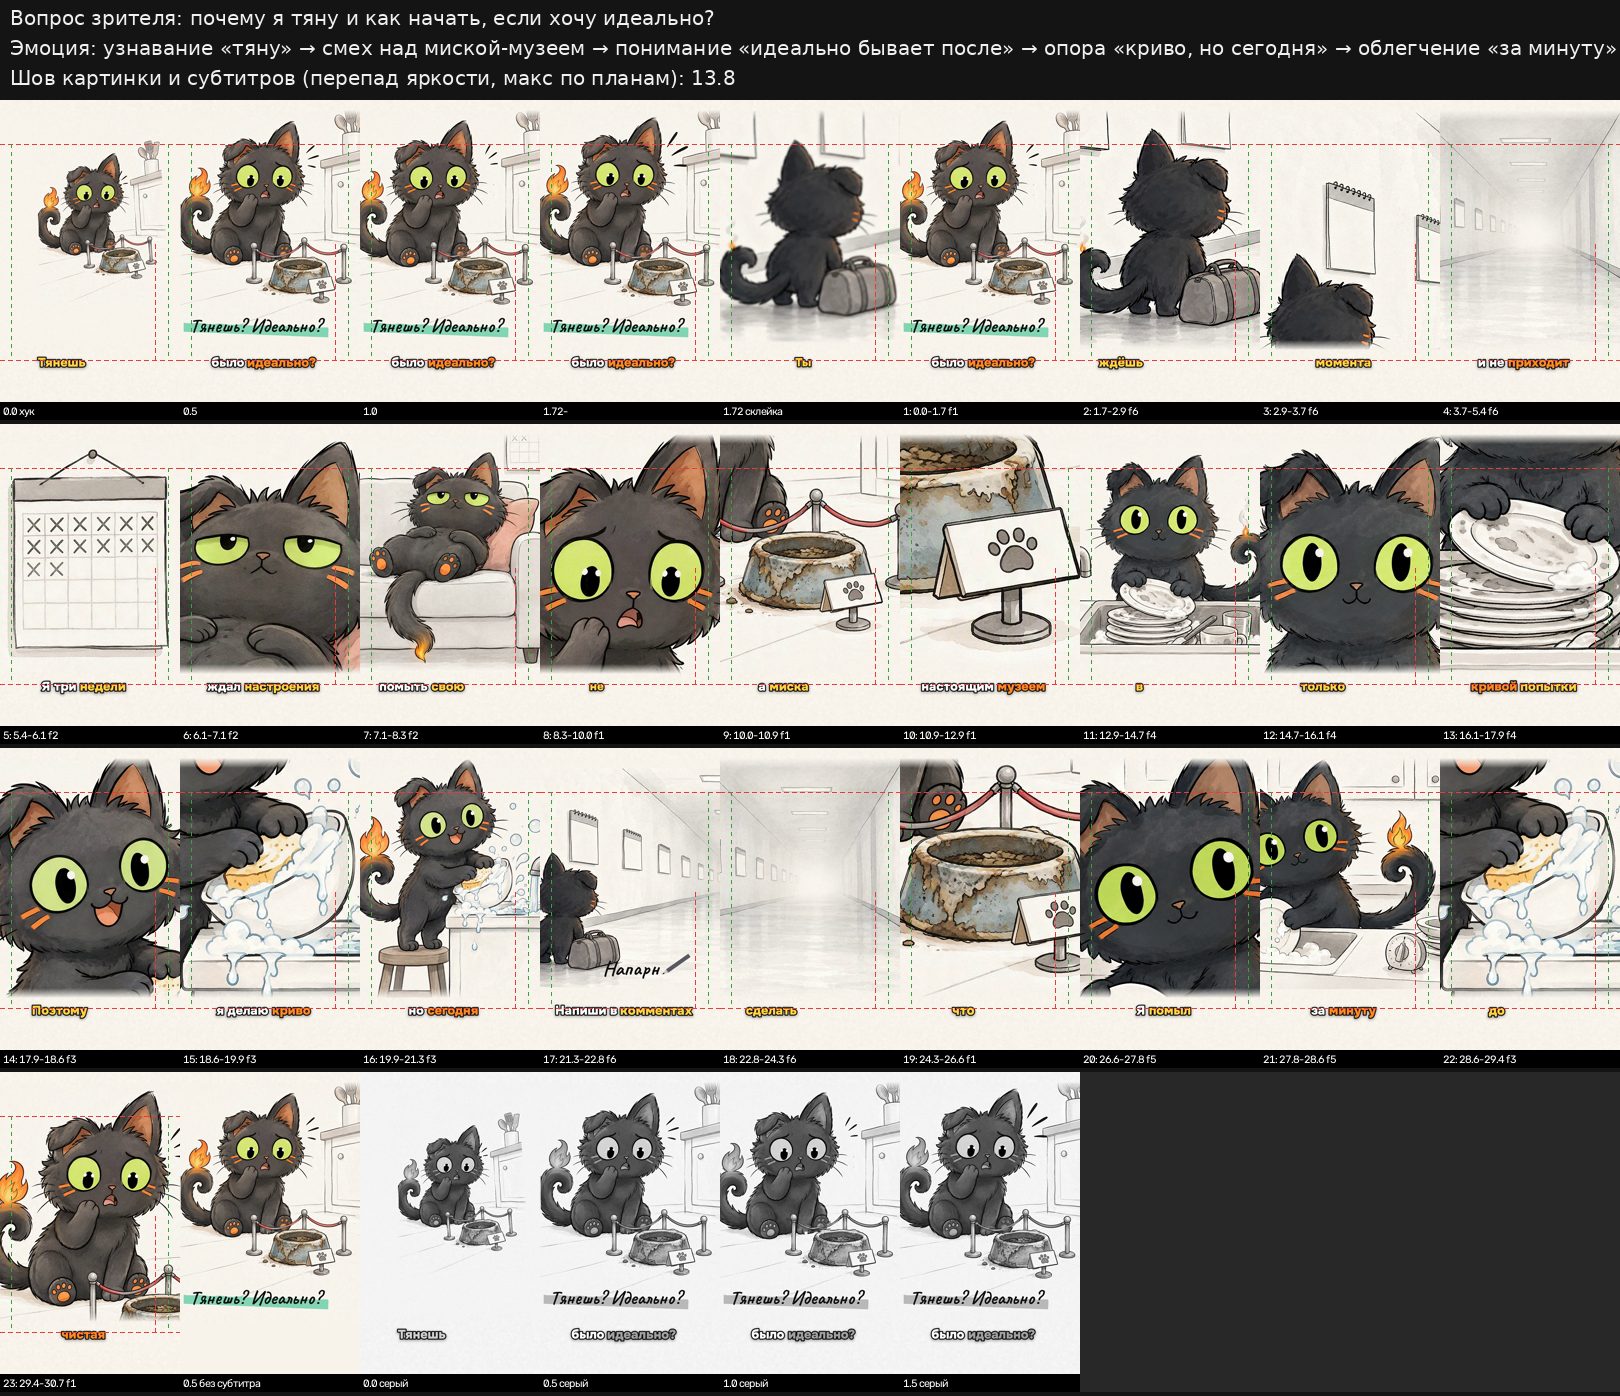 Вопрос зрителя: почему я тяну и как начать, если хочу идеально?
Эмоция: узнавание «тяну» → смех над миской-музеем → понимание «идеально бывает после» → опора «криво, но сегодня» → облегчение «за минуту»
Шов картинки и субтитров (перепад яркости, макс по планам): 13.8
Тянешь? Идеально?
Тянешь? Идеально?
Тянешь? Идеально?
Тянешь? Идеально?
Тянешь
было идеально?
было идеально?
было идеально?
Ты
было идеально?
ждёшь
момента
и не приходит
0.0 хук
0.5
1.0
1.72-
1.72 склейка
1: 0.0-1.7 f1
2: 1.7-2.9 f6
3: 2.9-3.7 f6
4: 3.7-5.4 f6
Я три недели
ждал настроения
помыть свою
не
а миска
настоящим музеем
в
только
кривой попытки
5: 5.4-6.1 f2
6: 6.1-7.1 f2
7: 7.1-8.3 f2
8: 8.3-10.0 f1
9: 10.0-10.9 f1
10: 10.9-12.9 f1
11: 12.9-14.7 f4
12: 14.7-16.1 f4
13: 16.1-17.9 f4
Напарн
Поэтому
я делаю криво
но сегодня
Напиши в комментах
сделать
что
Я помыл
за минуту
до
14: 17.9-18.6 f3
15: 18.6-19.9 f3
16: 19.9-21.3 f3
17: 21.3-22.8 f6
18: 22.8-24.3 f6
19: 24.3-26.6 f1
20: 26.6-27.8 f5
21: 27.8-28.6 f5
22: 28.6-29.4 f3
Тянешь? Идеально?
Тянешь? Идеально?
Тянешь? Идеально?
Тянешь? Идеально?
чистая
Тянешь
было идеально?
было идеально?
было идеально?
23: 29.4-30.7 f1
0.5 без субтитра
0.0 серый
0.5 серый
1.0 серый
1.5 серый